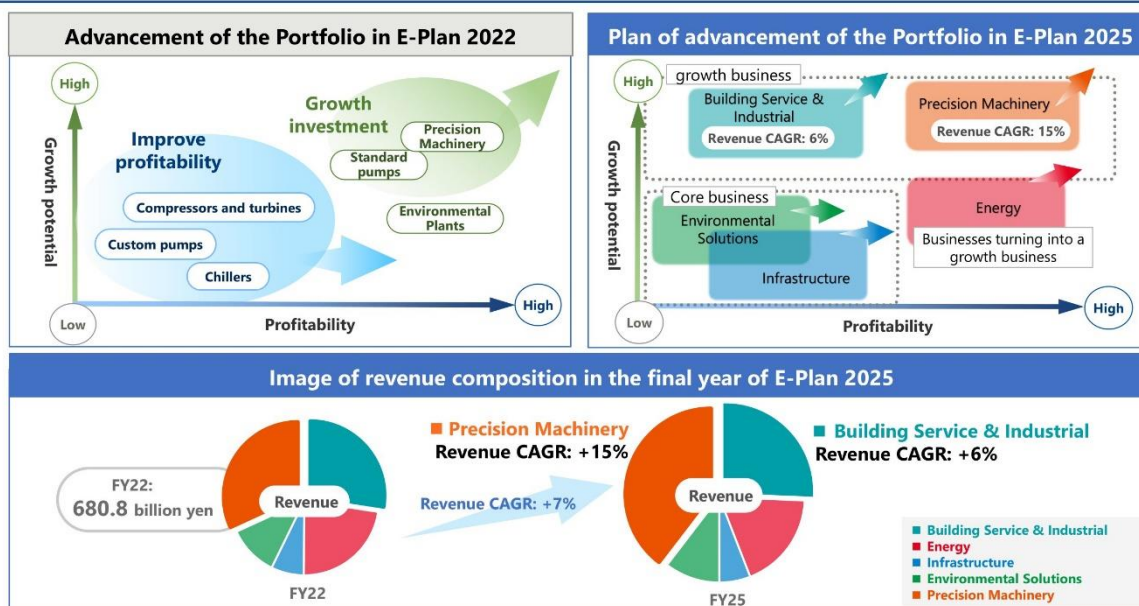 Advancement of the Portfolio in E-Plan 2022
High
Growth potential
Improve
profitability
Growth
investment
Precision
Machinery
Standard
pumps
Compressors and turbines
Environmental
Plants
Custom pumps
Chillers
Low
Profitability
High
Plan of advancement of the Portfolio in E-Plan 2025
High
Growth potential
growth business
Building Service &
Industrial
Revenue CAGR: 6%
Precision Machinery
Revenue CAGR: 15%
Core business
Environmental
Solutions
Energy
Businesses turning into a
growth business
Infrastructure
Low
Profitability
High
Image of revenue composition in the final year of E-Plan 2025
FY22:
680.8 billion yen
Revenue
FY22
Precision Machinery
Revenue CAGR: +15%
Revenue CAGR: +7%
Revenue
FY25
Building Service & Industrial
Revenue CAGR: +6%
Building Service & Industrial
Energy
Infrastructure
Environmental Solutions
Precision Machinery